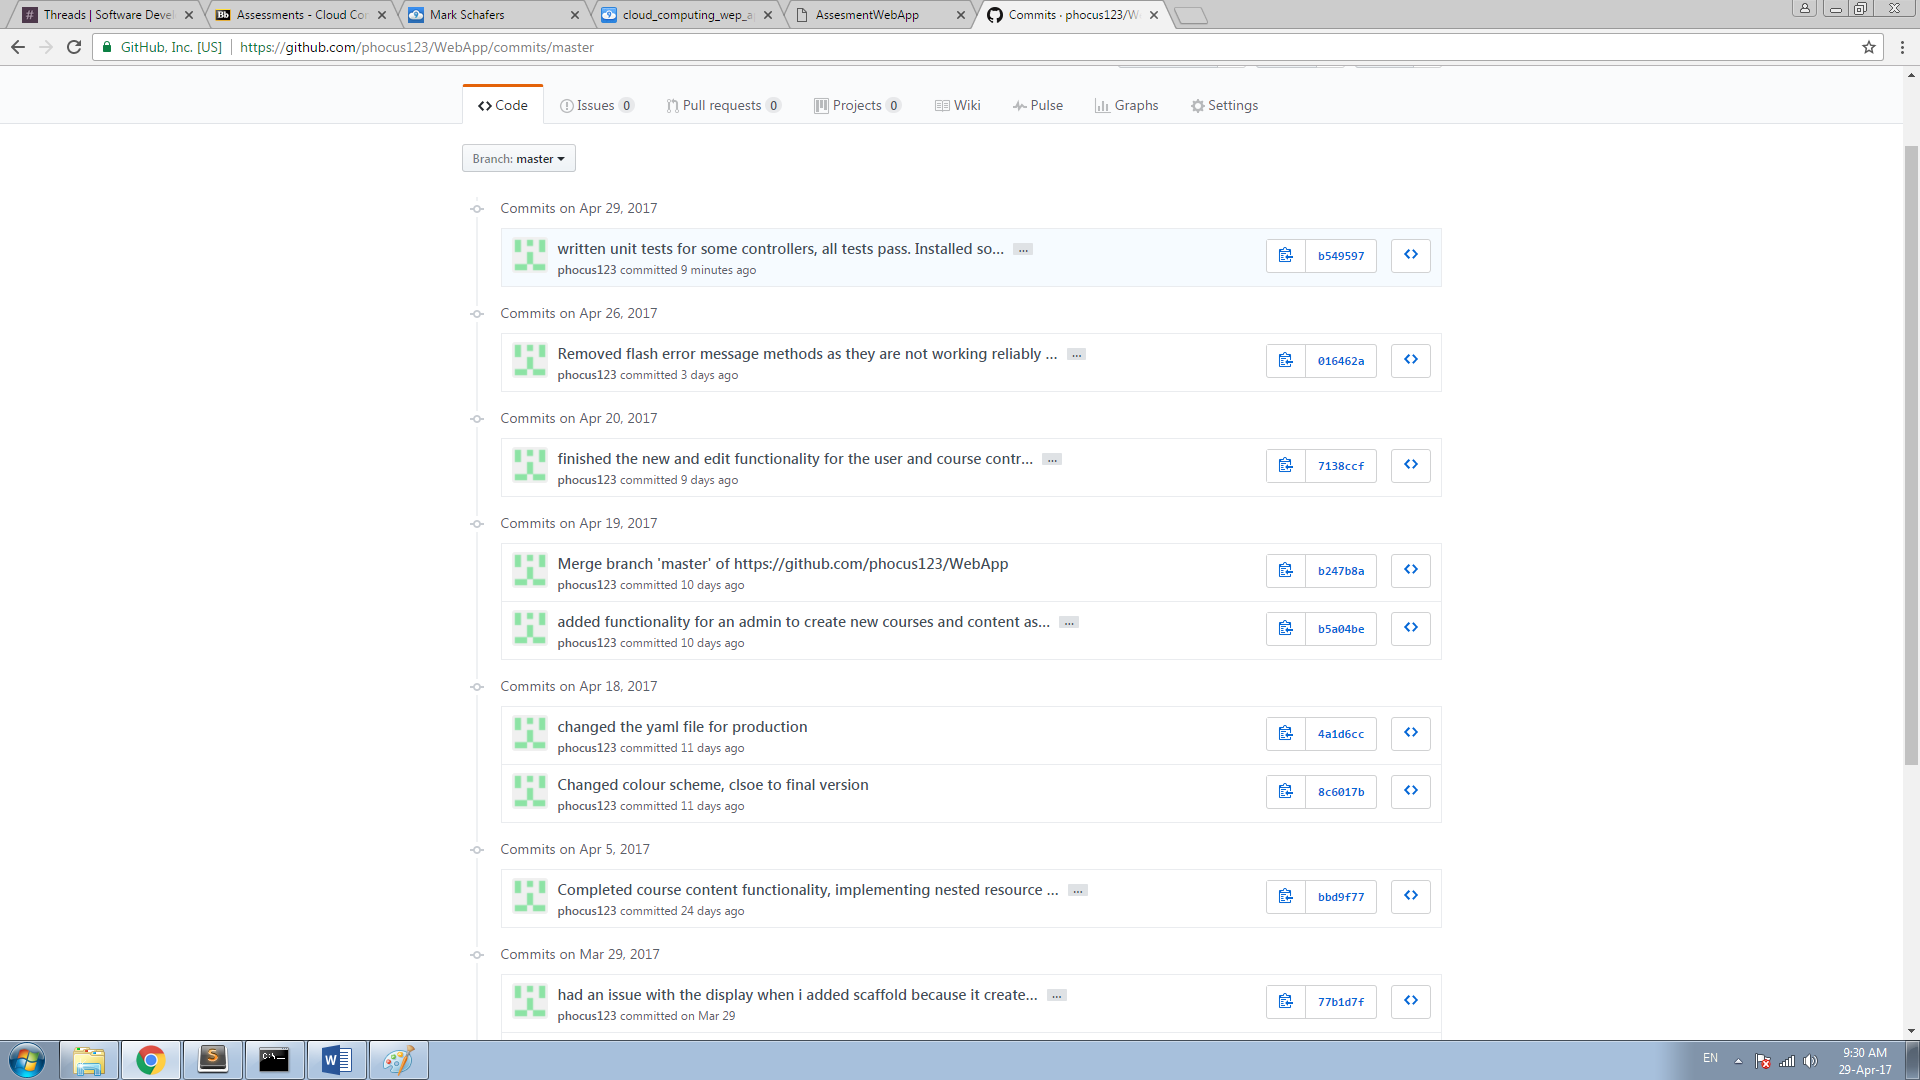 Threads | Software Devel
Assessments - Cloud Co
Mark Schafers
cloud_computing_wep_a
AssesmentWebApp
Commits · phocus123/W
GitHub, Inc. [US]
https://github.com/phocus123/WebApp/commits/master
Code
Issues 0
Pull requests 0
Projects 0
Wiki
Pulse
Graphs
Settings
Branch: master
Commits on Apr 29, 2017
written unit tests for some controllers, all tests pass. Installed so... …
b549597
phocus123 committed 9 minutes ago
Commits on Apr 26, 2017
Removed flash error message methods as they are not working reliably ... …
016462a
phocus123 committed 3 days ago
Commits on Apr 20, 2017
finished the new and edit functionality for the user and course contr... …
7138ccf
phocus123 committed 9 days ago
Commits on Apr 19, 2017
Merge branch 'master' of https://github.com/phocus123/WebApp
b247b8a
phocus123 committed 10 days ago
added functionality for an admin to create new courses and content as... …
b5a04be
phocus123 committed 10 days ago
Commits on Apr 18, 2017
changed the yaml file for production
4a1d6cc
phocus123 committed 11 days ago
Changed colour scheme, clsoe to final version
8c6017b
phocus123 committed 11 days ago
Commits on Apr 5, 2017
Completed course content functionality, implementing nested resource ... …
bbd9f77
phocus123 committed 24 days ago
Commits on Mar 29, 2017
had an issue with the display when i added scaffold because it create... …
77b1d7f
phocus123 committed on Mar 29
EN
9:30 AM
29-Apr-17